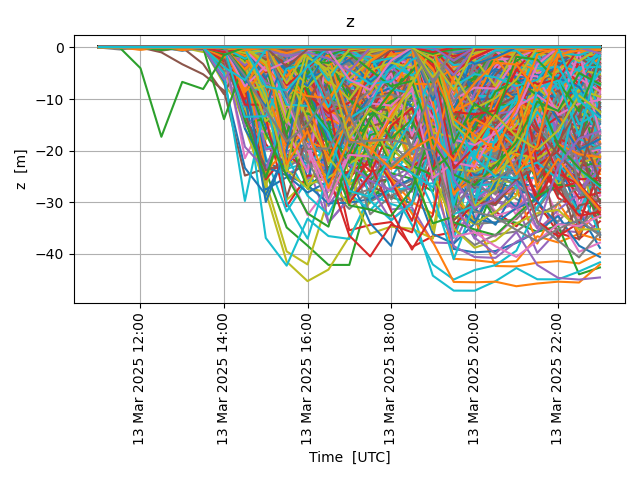 z
0
−10
−20
−30
−40
z [m]
13 Mar 2025 12:00
13 Mar 2025 14:00
13 Mar 2025 16:00
13 Mar 2025 18:00
13 Mar 2025 20:00
13 Mar 2025 22:00
Time [UTC]